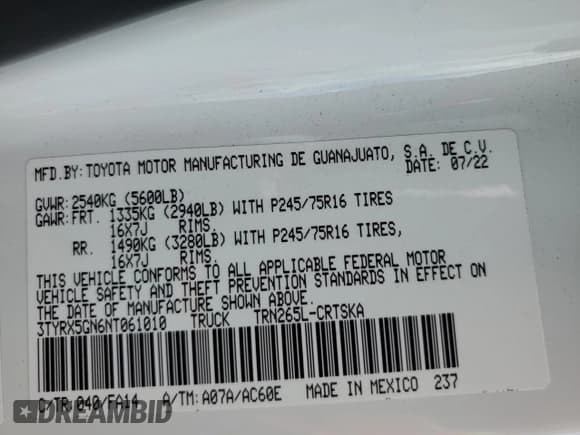 MFD.BY:TOYOTA MOTOR MANUFACTURING DE GUANAJUATO, S.A. DE C.V.
DATE: 07/22
GVWR:2540KG (5600LB)
GAWR:FRT. 1335KG (2940LB) WITH P245/75R16 TIRES
16X7J RIMS.
RR. 1490KG (3280LB) WITH P245/75R16 TIRES,
16X7J RIMS.
THIS VEHICLE CONFORMS TO ALL APPLICABLE FEDERAL MOTOR
VEHICLE SAFETY AND THEFT PREVENTION STANDARDS IN EFFECT ON
THE DATE OF MANUFACTURE SHOWN ABOVE.
3TYRX5GN6NT061010 TRUCK TRN265L-CRTSKA
C/TR:040/FA14 A/TM:A07A/AC60E MADE IN MEXICO 237
DREAMBID